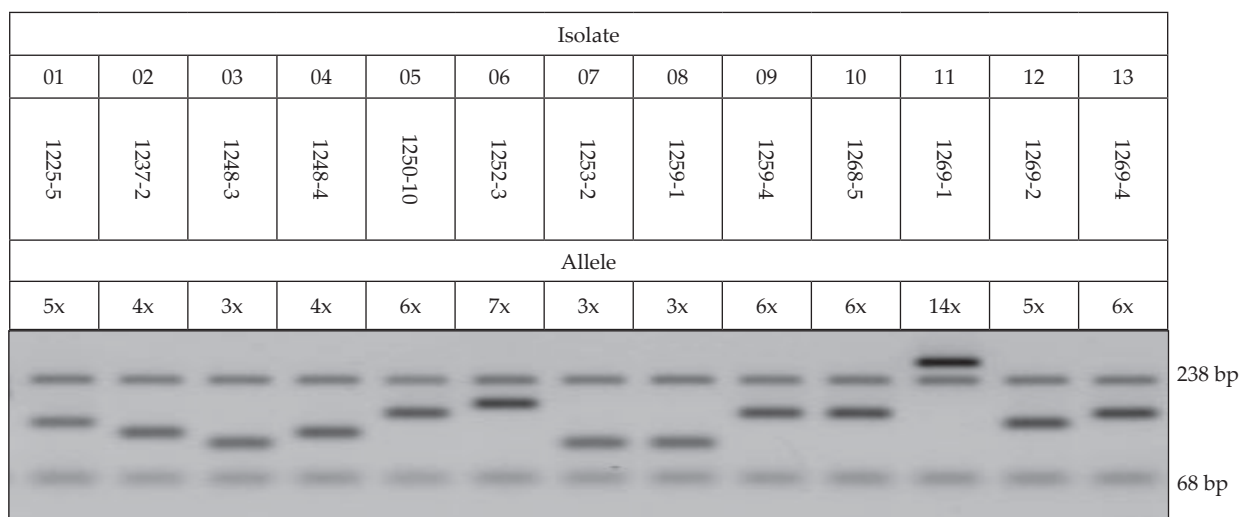 Isolate
01 02 03 04 05 06 07 08 09 10 11 12 13
1225-5 1237-2 1248-3 1248-4 1250-10 1252-3 1253-2 1259-1 1259-4 1268-5 1269-1 1269-2 1269-4
Allele
5x 4x 3x 4x 6x 7x 3x 3x 6x 6x 14x 5x 6x
238 bp
68 bp